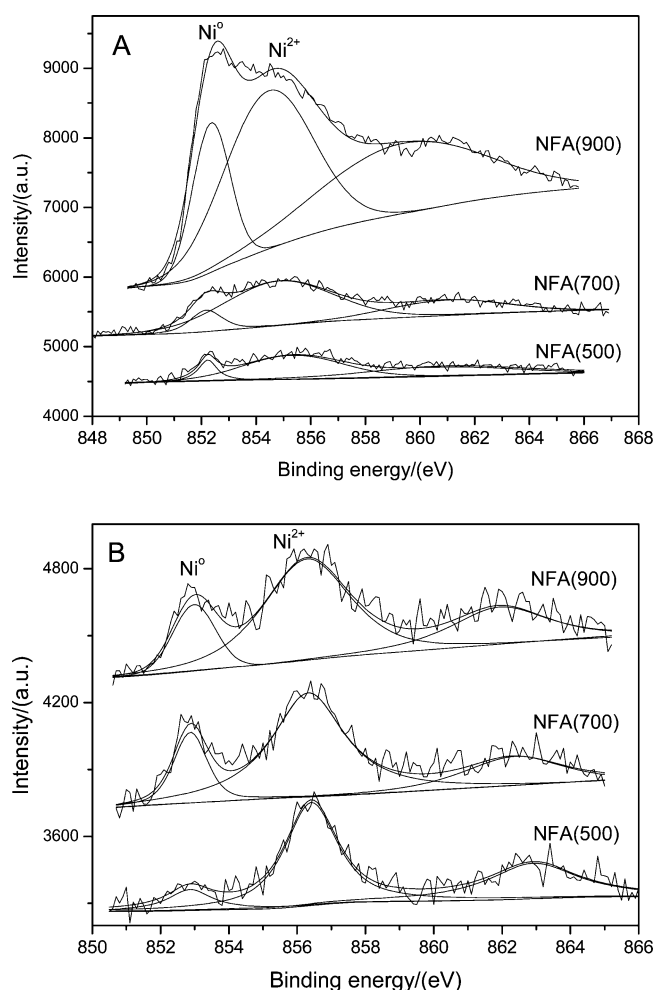 A
Ni⁰
Ni²⁺
9000
8000
7000
6000
5000
4000
Intensity/(a.u.)
NFA(900)
NFA(700)
NFA(500)
848 850 852 854 856 858 860 862 864 866 868
Binding energy/(eV)
B
Ni⁰
Ni²⁺
4800
4200
3600
Intensity/(a.u.)
NFA(900)
NFA(700)
NFA(500)
850 852 854 856 858 860 862 864 866
Binding energy/(eV)